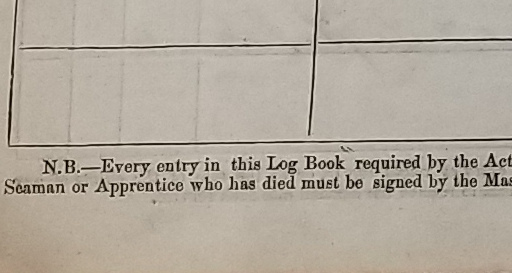 N.B.—Every entry in this Log Book required by the Act
Seaman or Apprentice who has died must be signed by the